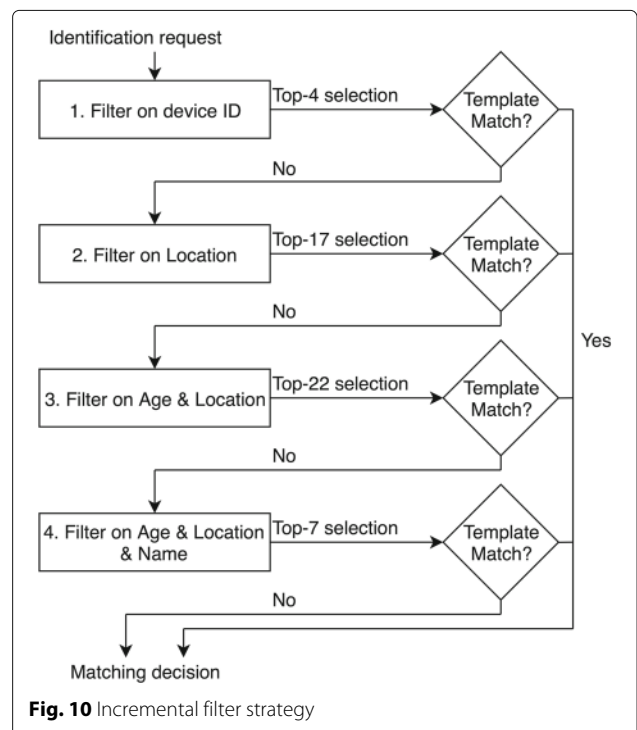 Identification request
1. Filter on device ID
Top-4 selection
Template
Match?
No
2. Filter on Location
Top-17 selection
Template
Match?
No
Yes
3. Filter on Age & Location
Top-22 selection
Template
Match?
No
4. Filter on Age & Location
& Name
Top-7 selection
Template
Match?
No
Matching decision
Fig. 10 Incremental filter strategy